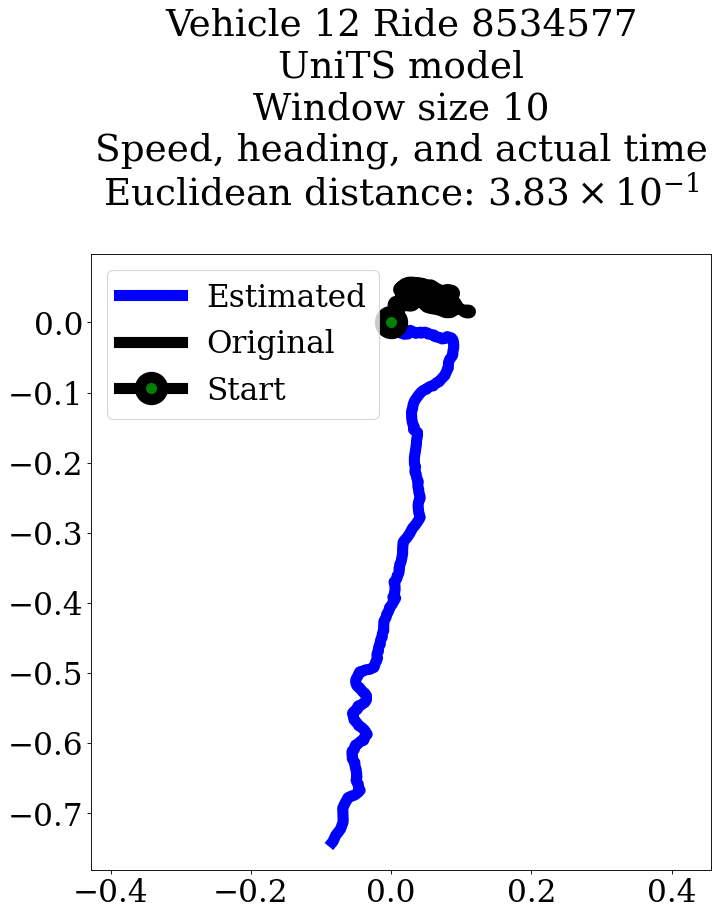 Vehicle 12 Ride 8534577
UniTS model
Window size 10
Speed, heading, and actual time
Euclidean distance: 3.83 × 10⁻¹
Estimated
Original
Start
0.0
−0.1
−0.2
−0.3
−0.4
−0.5
−0.6
−0.7
−0.4 −0.2 0.0 0.2 0.4